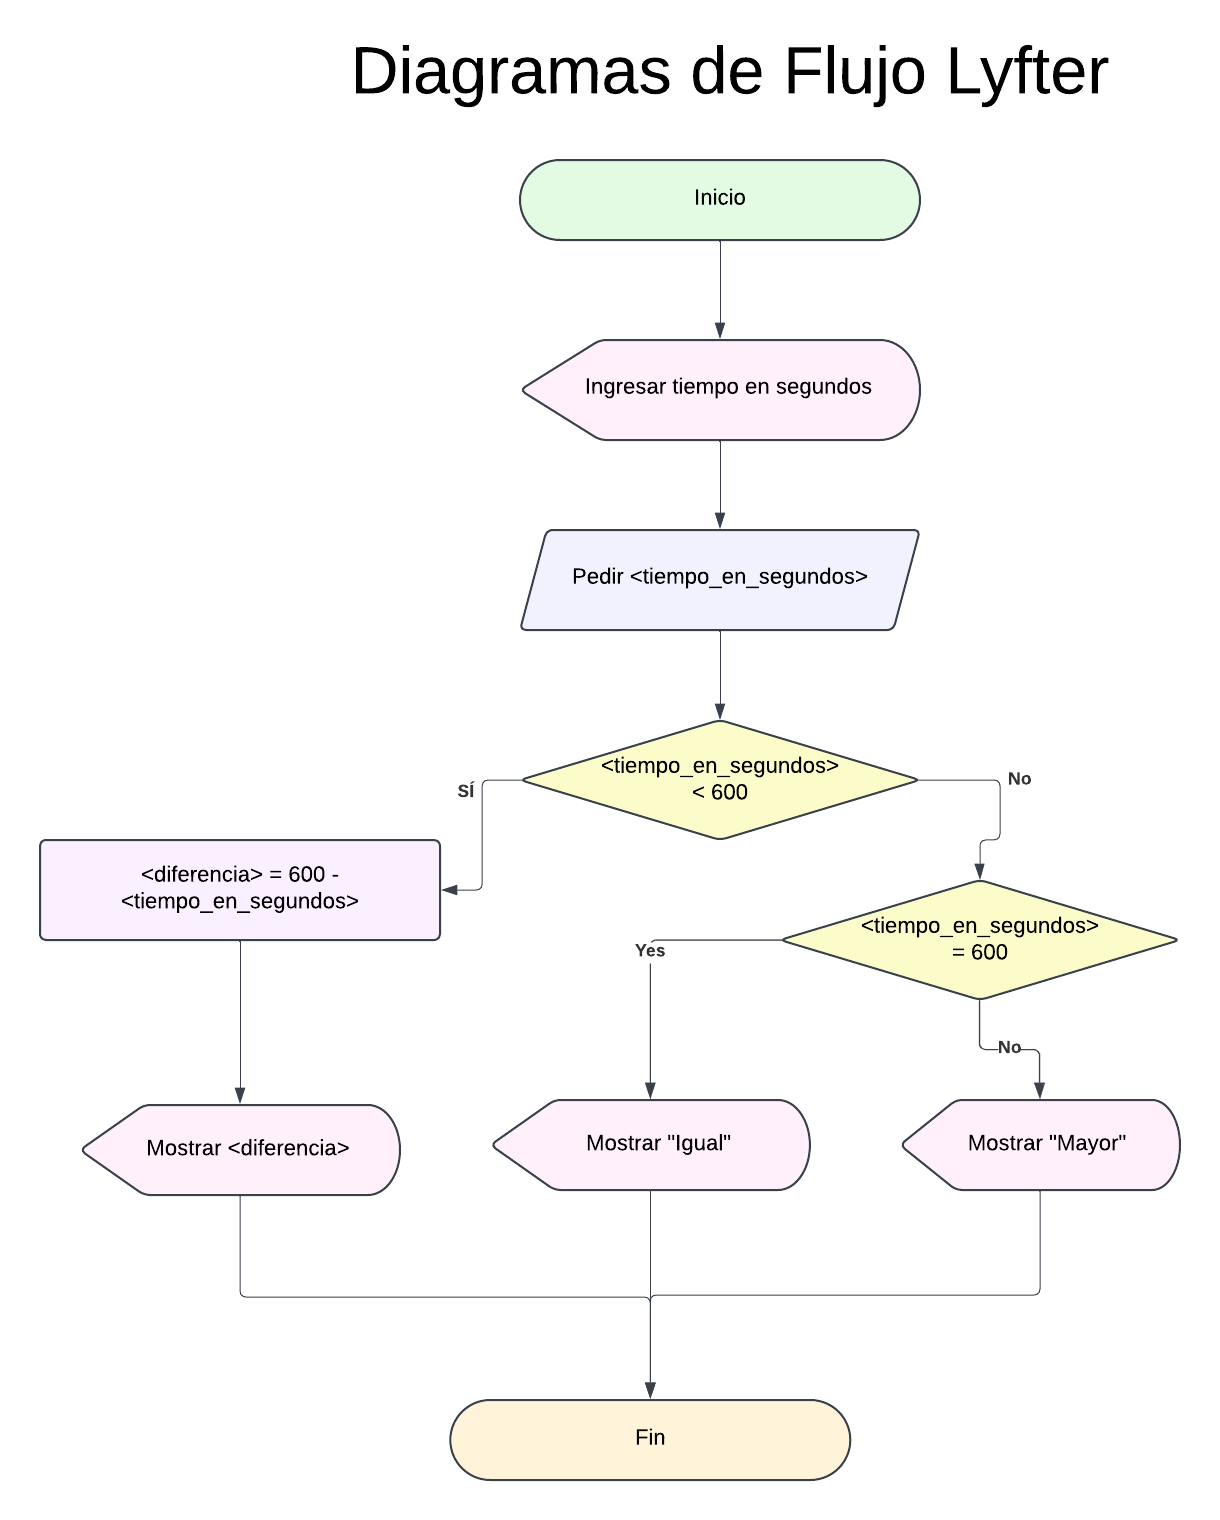 Diagramas de Flujo Lyfter
Inicio
Ingresar tiempo en segundos
Pedir <tiempo_en_segundos>
<tiempo_en_segundos>
< 600
SÍ
No
<diferencia> = 600 -
<tiempo_en_segundos>
<tiempo_en_segundos>
= 600
Yes
No
Mostrar <diferencia>
Mostrar "Igual"
Mostrar "Mayor"
Fin